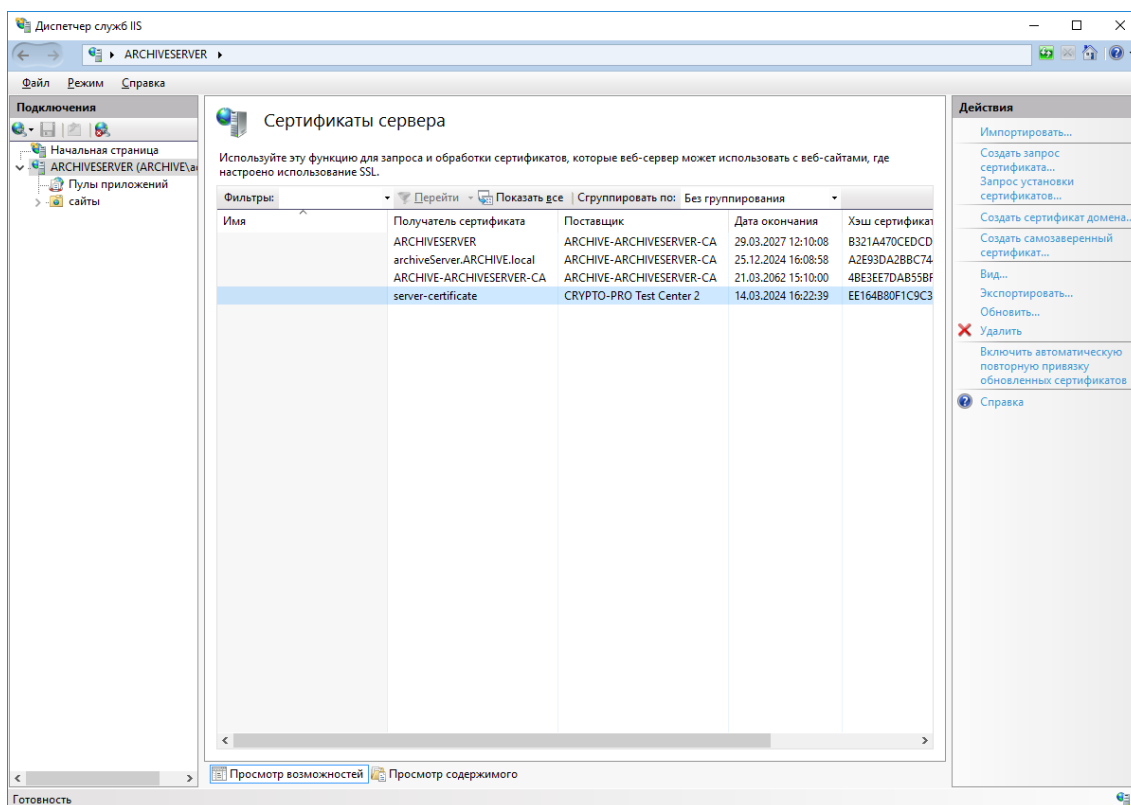 Диспетчер служб IIS
ARCHIVESERVER
Файл Режим Справка
Подключения
Начальная страница
ARCHIVESERVER (ARCHIVE\a
Пулы приложений
сайты
Сертификаты сервера
Используйте эту функцию для запроса и обработки сертификатов, которые веб-сервер может использовать с веб-сайтами, где
настроено использование SSL.
Фильтры: Перейти Показать все Сгруппировать по: Без группирования
Имя Получатель сертификата Поставщик Дата окончания Хэш сертификат
ARCHIVESERVER ARCHIVE-ARCHIVESERVER-CA 29.03.2027 12:10:08 B321A470CEDCD
archiveServer.ARCHIVE.local ARCHIVE-ARCHIVESERVER-CA 25.12.2024 16:08:58 A2E93DA2BBC74
ARCHIVE-ARCHIVESERVER-CA ARCHIVE-ARCHIVESERVER-CA 21.03.2062 15:10:00 4BE3EE7DAB55BF
server-certificate CRYPTO-PRO Test Center 2 14.03.2024 16:22:39 EE164B80F1C9C3
Просмотр возможностей Просмотр содержимого
Действия
Импортировать...
Создать запрос
сертификата...
Запрос установки
сертификатов...
Создать сертификат домена..
Создать самозаверенный
сертификат...
Вид...
Экспортировать...
Обновить...
Удалить
Включить автоматическую
повторную привязку
обновленных сертификатов
Справка
Готовность